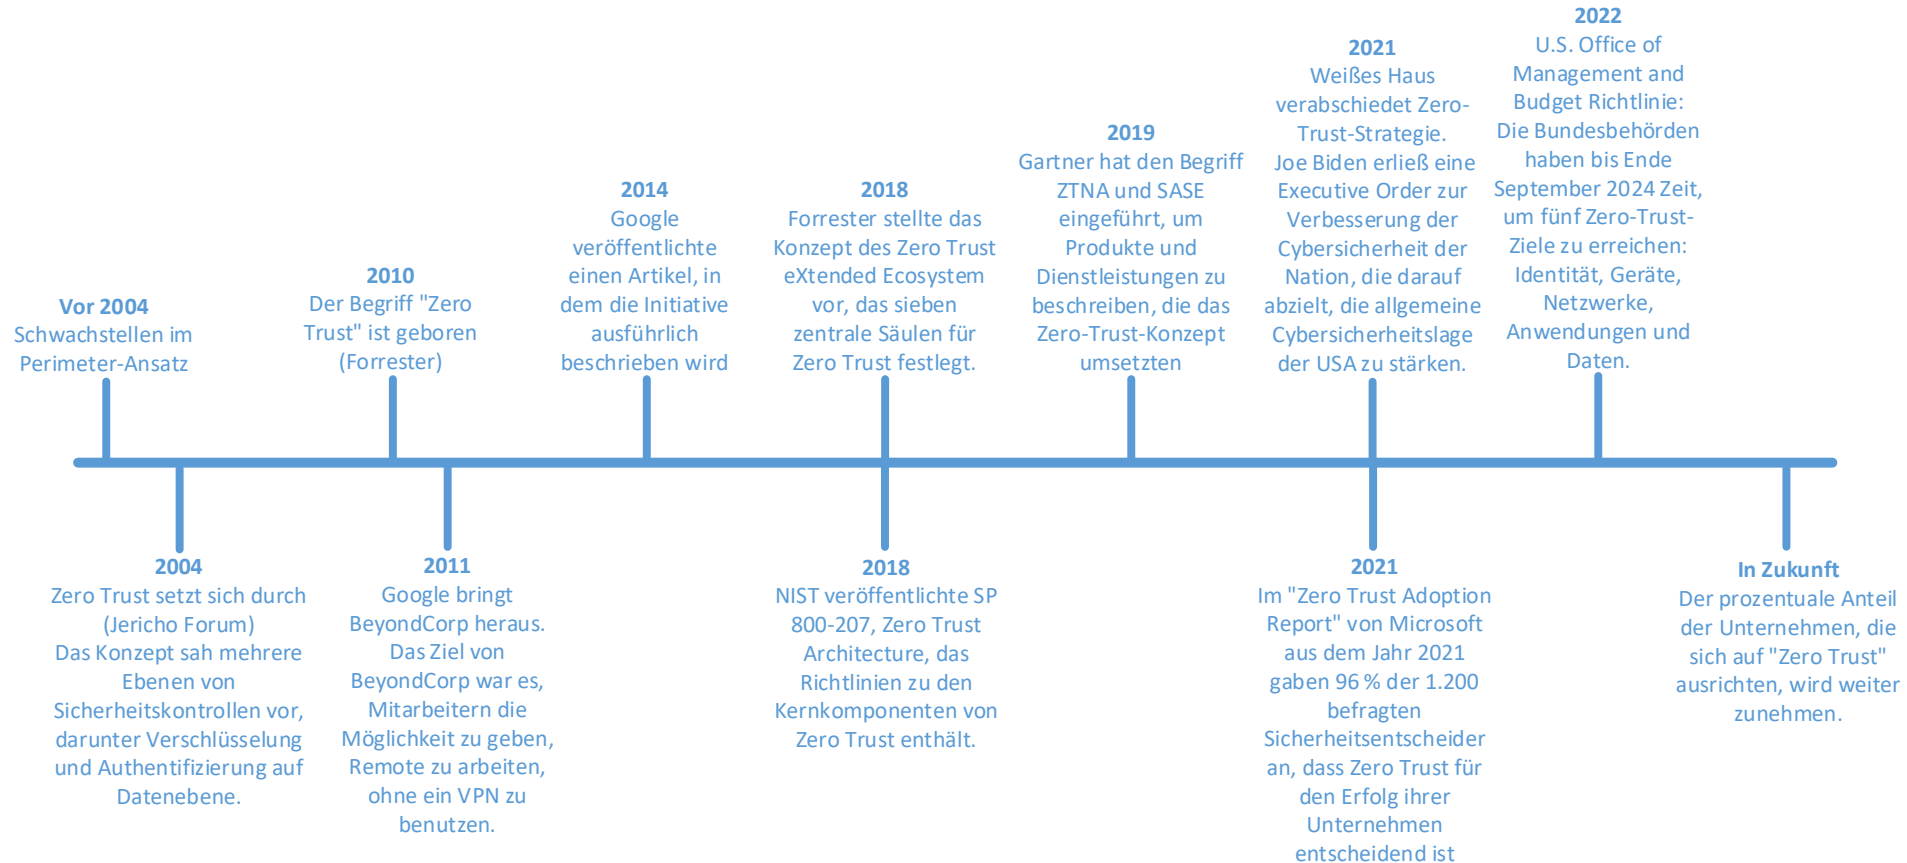 Vor 2004
Schwachstellen im
Perimeter-Ansatz
2004
Zero Trust setzt sich durch
(Jericho Forum)
Das Konzept sah mehrere
Ebenen von
Sicherheitskontrollen vor,
darunter Verschlüsselung
und Authentifizierung auf
Datenebene.
2010
Der Begriff "Zero
Trust" ist geboren
(Forrester)
2011
Google bringt
BeyondCorp heraus.
Das Ziel von
BeyondCorp war es,
Mitarbeitern die
Möglichkeit zu geben,
Remote zu arbeiten,
ohne ein VPN zu
benutzen.
2014
Google
veröffentlichte
einen Artikel, in
dem die Initiative
ausführlich
beschrieben wird
2018
Forrester stellte das
Konzept des Zero Trust
eXtended Ecosystem
vor, das sieben
zentrale Säulen für
Zero Trust festlegt.
2018
NIST veröffentlichte SP
800-207, Zero Trust
Architecture, das
Richtlinien zu den
Kernkomponenten von
Zero Trust enthält.
2019
Gartner hat den Begriff
ZTNA und SASE
eingeführt, um
Produkte und
Dienstleistungen zu
beschreiben, die das
Zero-Trust-Konzept
umsetzten
2021
Weißes Haus
verabschiedet Zero-
Trust-Strategie.
Joe Biden erließ eine
Executive Order zur
Verbesserung der
Cybersicherheit der
Nation, die darauf
abzielt, die allgemeine
Cybersicherheitslage
der USA zu stärken.
2021
Im "Zero Trust Adoption
Report" von Microsoft
aus dem Jahr 2021
gaben 96 % der 1.200
befragten
Sicherheitsentscheider
an, dass Zero Trust für
den Erfolg ihrer
Unternehmen
entscheidend ist
2022
U.S. Office of
Management and
Budget Richtlinie:
Die Bundesbehörden
haben bis Ende
September 2024 Zeit,
um fünf Zero-Trust-
Ziele zu erreichen:
Identität, Geräte,
Netzwerke,
Anwendungen und
Daten.
In Zukunft
Der prozentuale Anteil
der Unternehmen, die
sich auf "Zero Trust"
ausrichten, wird weiter
zunehmen.